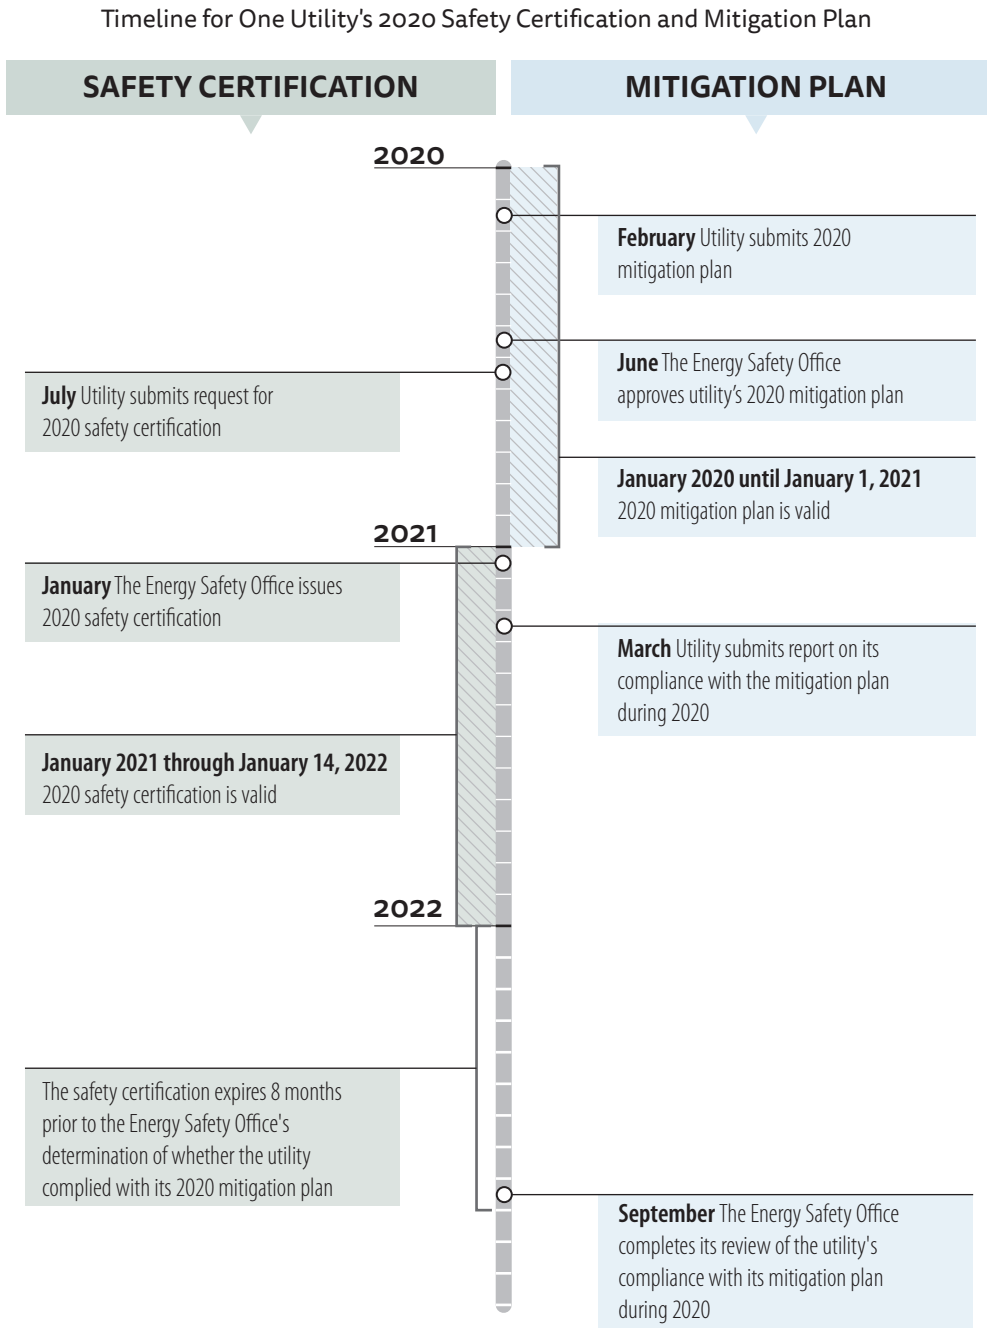 Timeline for One Utility's 2020 Safety Certification and Mitigation Plan
SAFETY CERTIFICATION
MITIGATION PLAN
2020
February Utility submits 2020
mitigation plan
June The Energy Safety Office
approves utility’s 2020 mitigation plan
July Utility submits request for
2020 safety certification
January 2020 until January 1, 2021
2020 mitigation plan is valid
2021
January The Energy Safety Office issues
2020 safety certification
March Utility submits report on its
compliance with the mitigation plan
during 2020
January 2021 through January 14, 2022
2020 safety certification is valid
2022
The safety certification expires 8 months
prior to the Energy Safety Office's
determination of whether the utility
complied with its 2020 mitigation plan
September The Energy Safety Office
completes its review of the utility's
compliance with its mitigation plan
during 2020